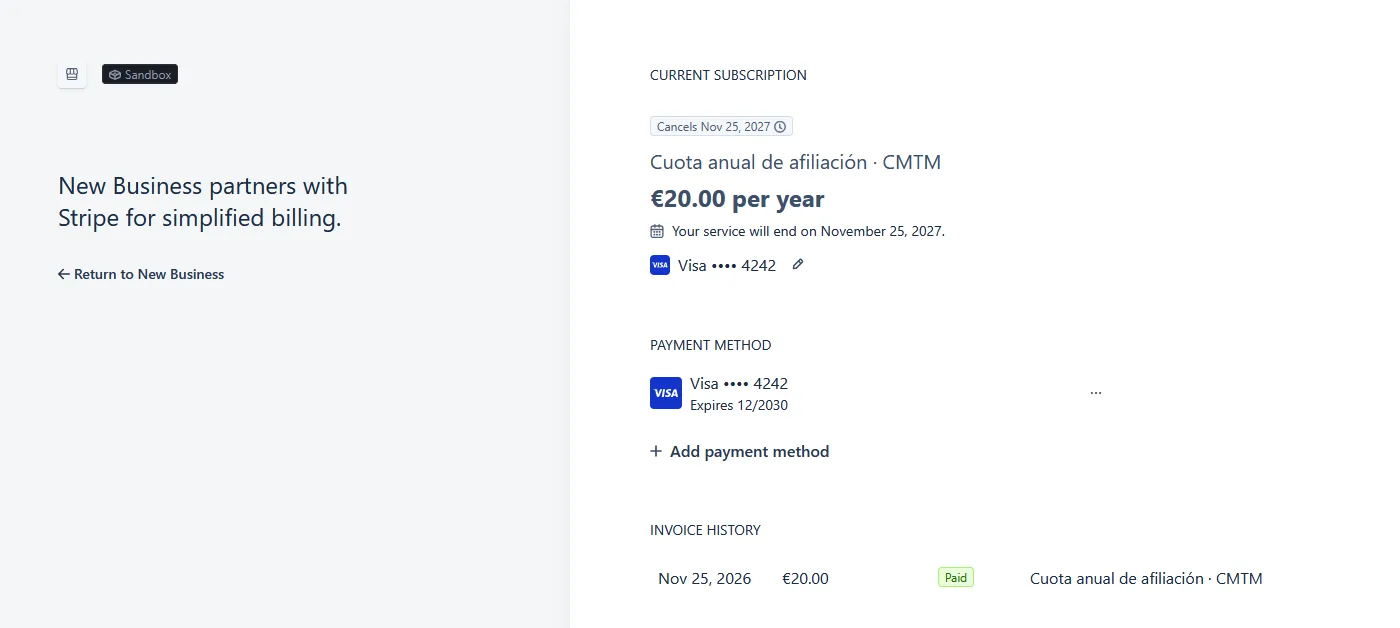 Sandbox
New Business partners with
Stripe for simplified billing.
Return to New Business
CURRENT SUBSCRIPTION
Cancels Nov 25, 2027
Cuota anual de afiliación · CMTM
€20.00 per year
Your service will end on November 25, 2027.
VISA Visa •••• 4242
PAYMENT METHOD
VISA Visa •••• 4242
Expires 12/2030
Add payment method
INVOICE HISTORY
Nov 25, 2026 €20.00 Paid Cuota anual de afiliación · CMTM